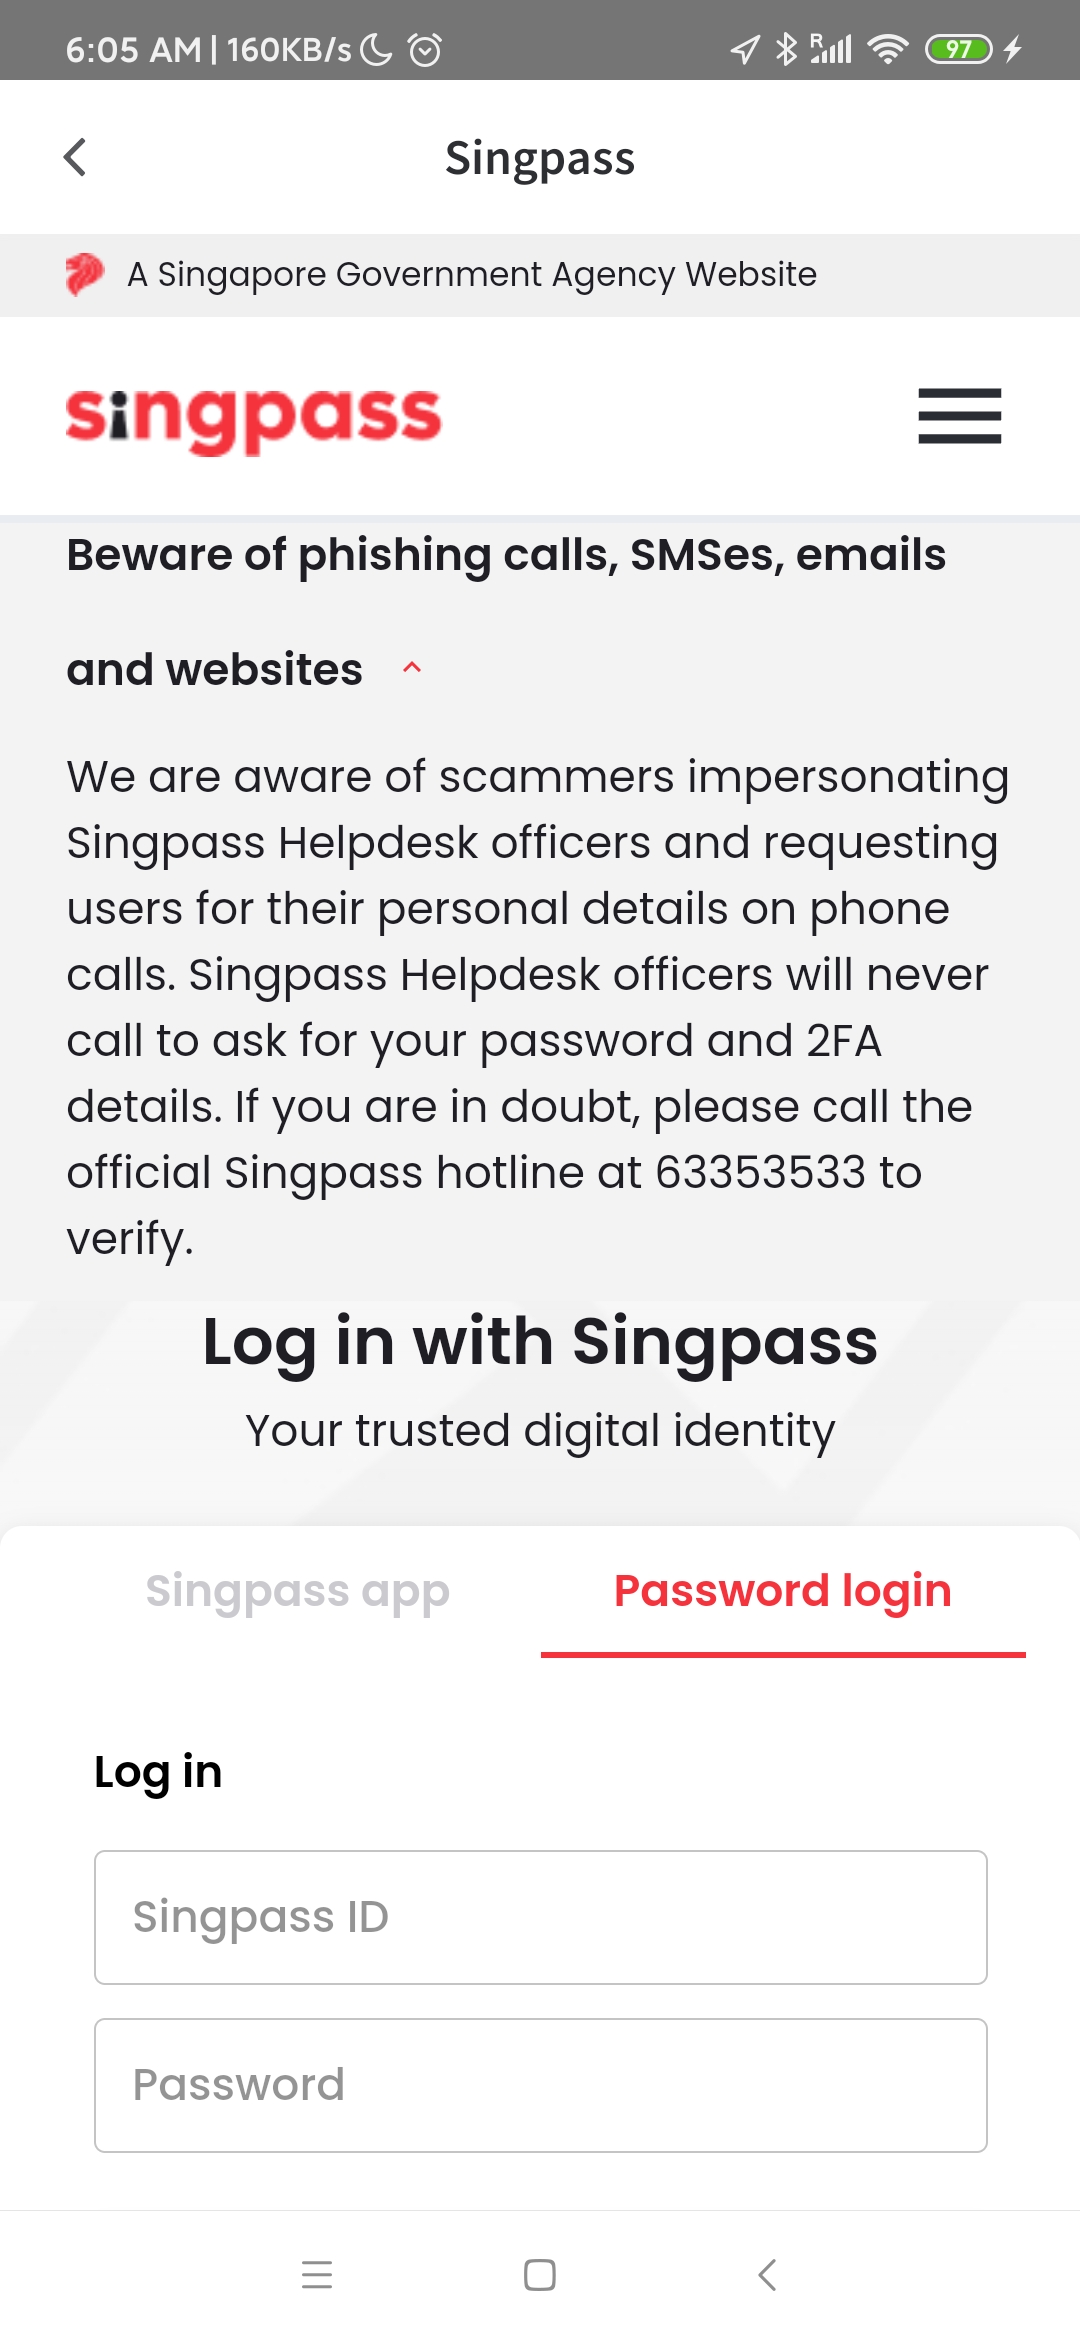 6:05 AM | 160KB/s
R
97
Singpass
A Singapore Government Agency Website
singpass
Beware of phishing calls, SMSes, emails
and websites
We are aware of scammers impersonating
Singpass Helpdesk officers and requesting
users for their personal details on phone
calls. Singpass Helpdesk officers will never
call to ask for your password and 2FA
details. If you are in doubt, please call the
official Singpass hotline at 63353533 to
verify.
Log in with Singpass
Your trusted digital identity
Singpass app
Password login
Log in
Singpass ID
Password